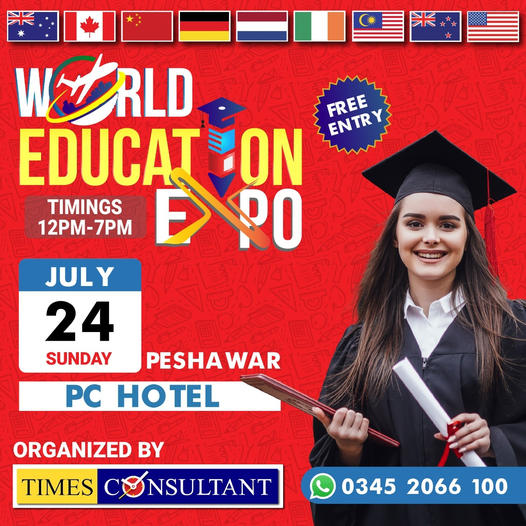 WORLD
EDUCATION
EXPO
FREE
ENTRY
TIMINGS
12PM-7PM
JULY
24
SUNDAY
PESHAWAR
PC HOTEL
ORGANIZED BY
TIMES CONSULTANT
0345 2066 100